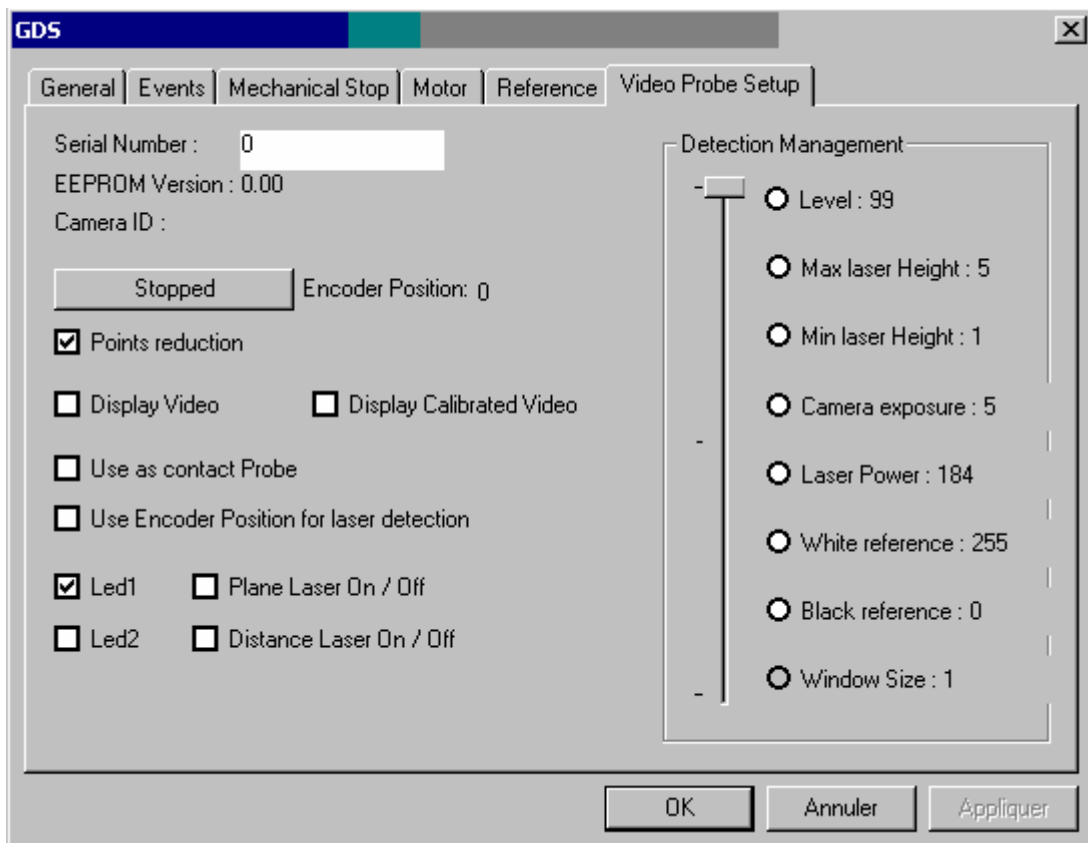 GDS
General Events Mechanical Stop Motor Reference Video Probe Setup
Serial Number : 0
EEPROM Version : 0.00
Camera ID :
Stopped Encoder Position: 0
Points reduction
Display Video Display Calibrated Video
Use as contact Probe
Use Encoder Position for laser detection
Led1 Plane Laser On / Off
Led2 Distance Laser On / Off
Detection Management
Level : 99
Max laser Height : 5
Min laser Height : 1
Camera exposure : 5
Laser Power : 184
White reference : 255
Black reference : 0
Window Size : 1
OK Annuler Appliquer